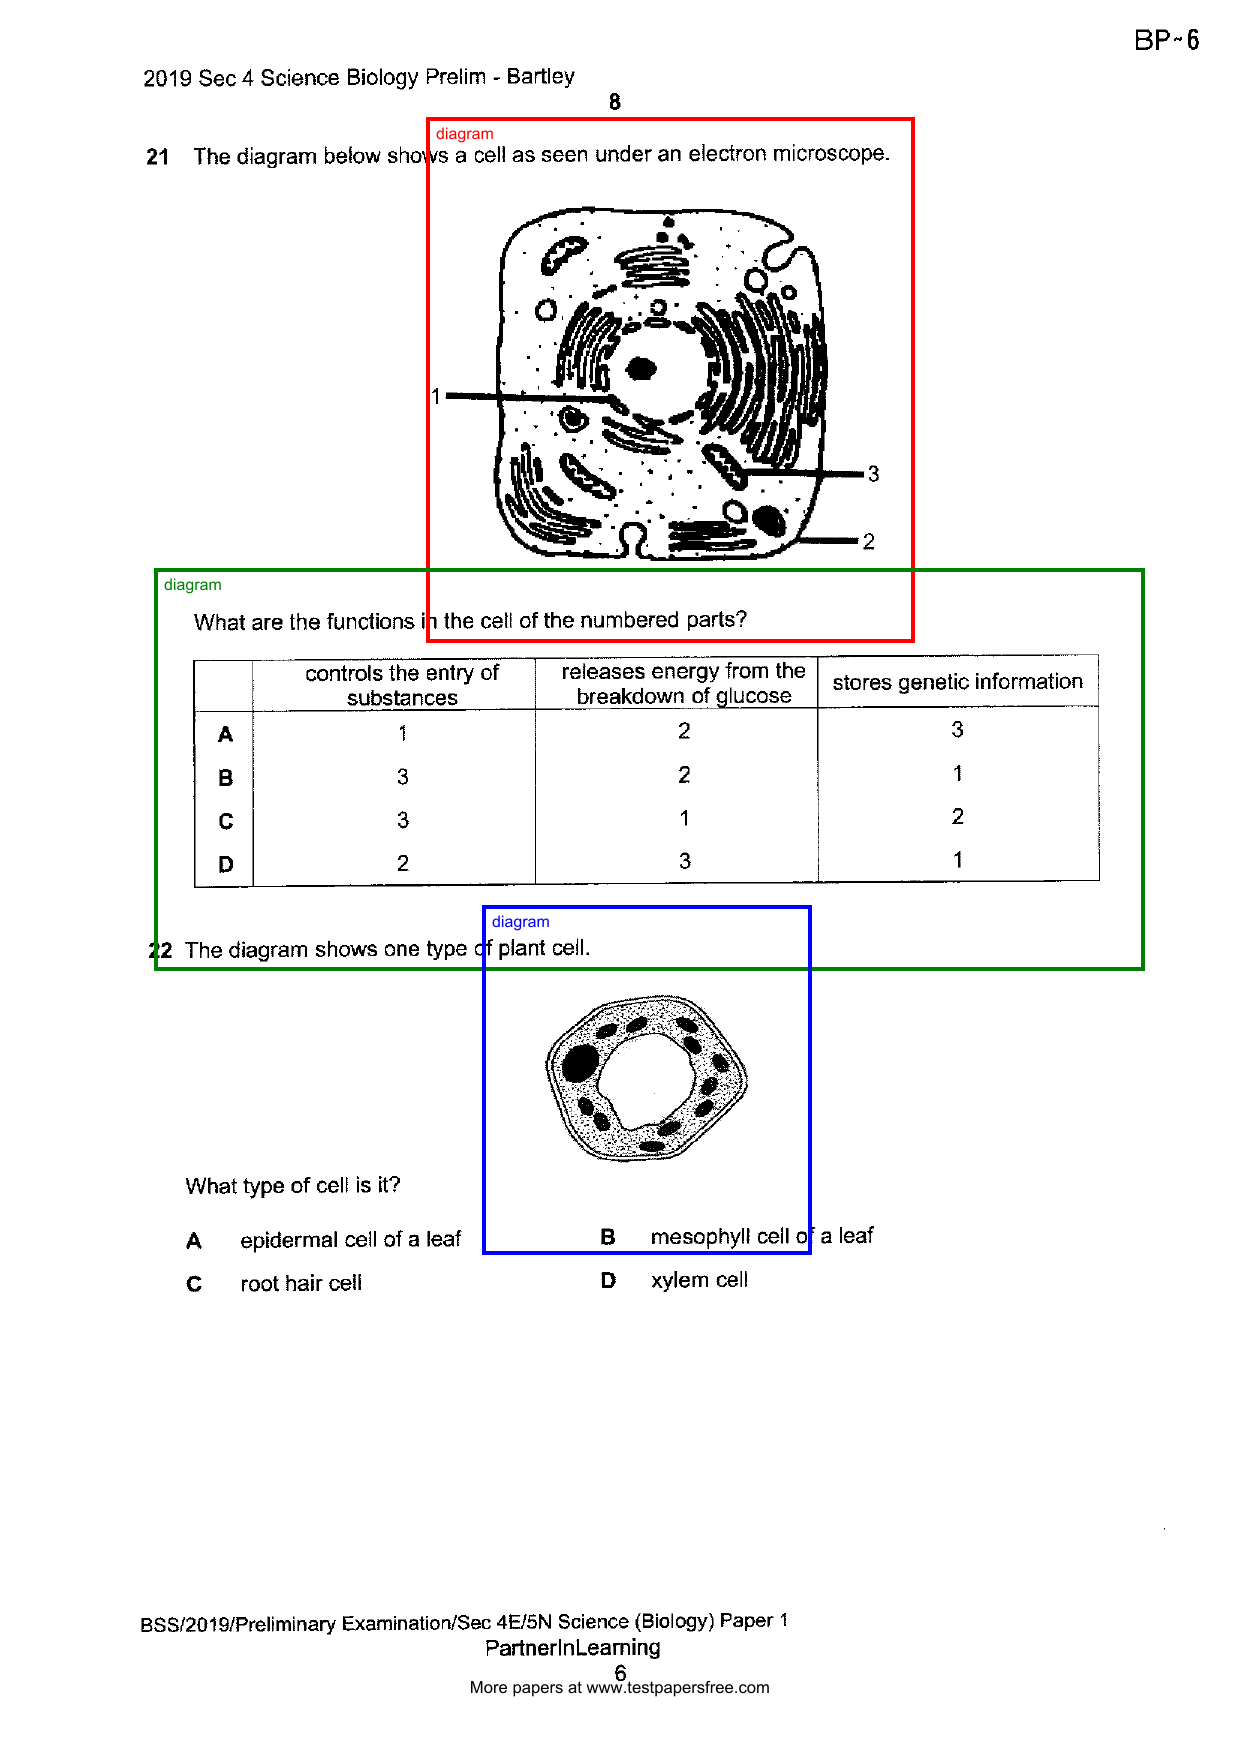 BP-6
2019 Sec 4 Science Biology Prelim - Bartley
8
diagram
21 The diagram below shows a cell as seen under an electron microscope.
1
3
2
diagram
What are the functions in the cell of the numbered parts?
controls the entry of substances
releases energy from the breakdown of glucose
stores genetic information
A 1 2 3
B 3 2 1
C 3 1 2
D 2 3 1
diagram
22 The diagram shows one type of plant cell.
What type of cell is it?
A epidermal cell of a leaf B mesophyll cell of a leaf
C root hair cell D xylem cell
BSS/2019/Preliminary Examination/Sec 4E/5N Science (Biology) Paper 1
PartnerInLearning
6
More papers at www.testpapersfree.com